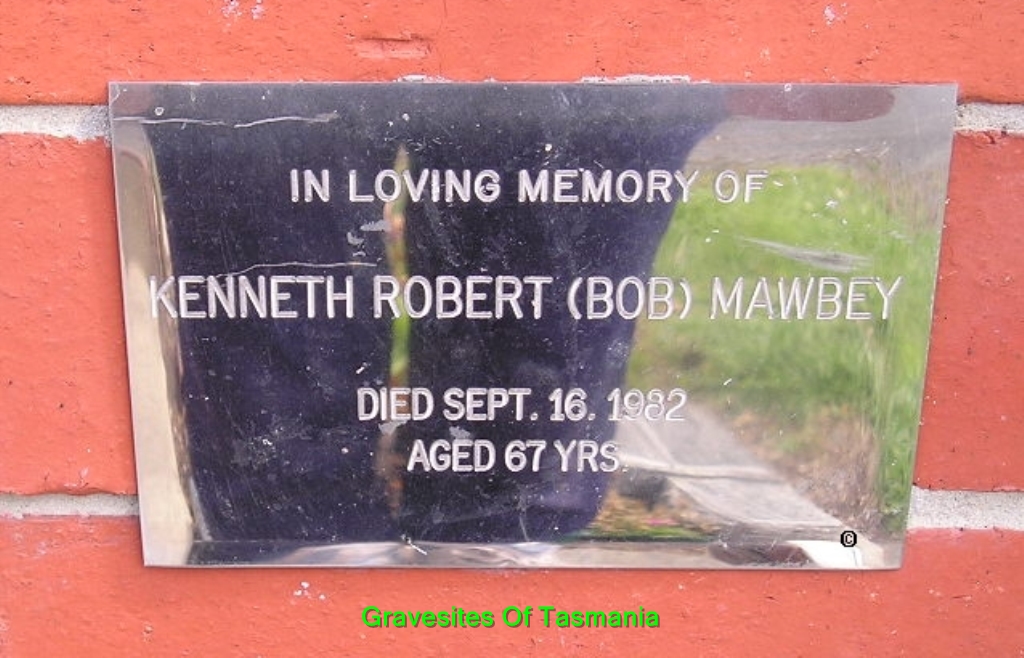 IN LOVING MEMORY OF
KENNETH ROBERT (BOB) MAWBEY
DIED SEPT. 16. 1982
AGED 67 YRS.
©
Gravesites Of Tasmania